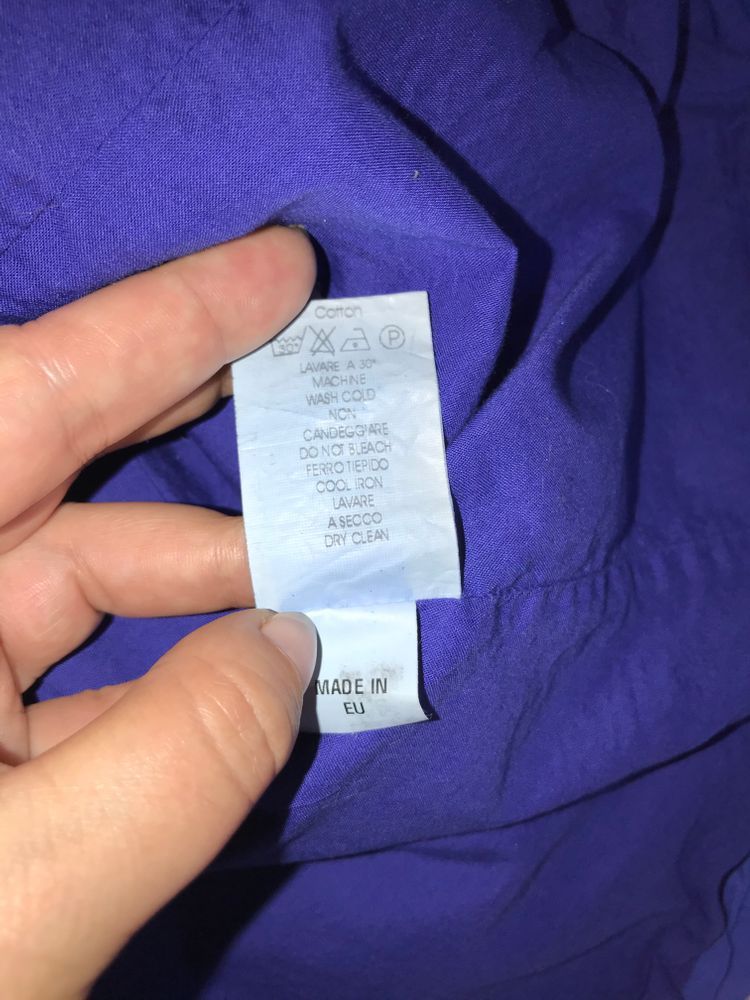 Cotton
30° P
LAVARE A 30°
MACHINE
WASH COLD
NON
CANDEGGIARE
DO NOT BLEACH
FERRO TIEPIDO
COOL IRON
LAVARE
A SECCO
DRY CLEAN
MADE IN
EU